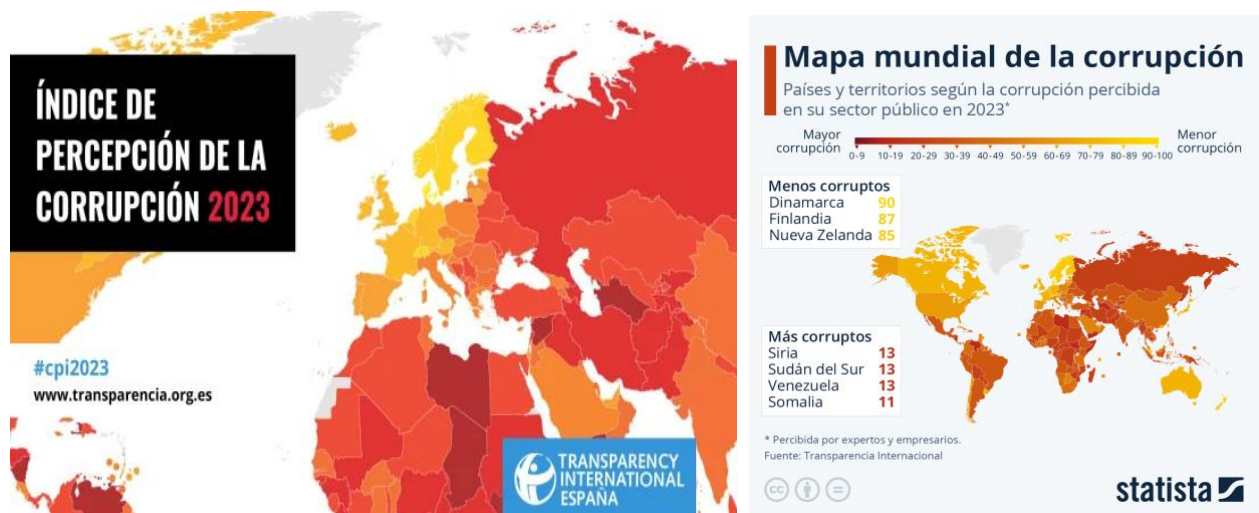 ÍNDICE DE
PERCEPCIÓN DE LA
CORRUPCIÓN 2023
#cpi2023
www.transparencia.org.es
TRANSPARENCY
INTERNATIONAL
ESPAÑA
Mapa mundial de la corrupción
Países y territorios según la corrupción percibida
en su sector público en 2023*
Mayor
corrupción
0-9 10-19 20-29 30-39 40-49 50-59 60-69 70-79 80-89 90-100
Menor
corrupción
Menos corruptos
Dinamarca 90
Finlandia 87
Nueva Zelanda 85
Más corruptos
Siria 13
Sudán del Sur 13
Venezuela 13
Somalia 11
* Percibida por expertos y empresarios.
Fuente: Transparencia Internacional
cc
statista